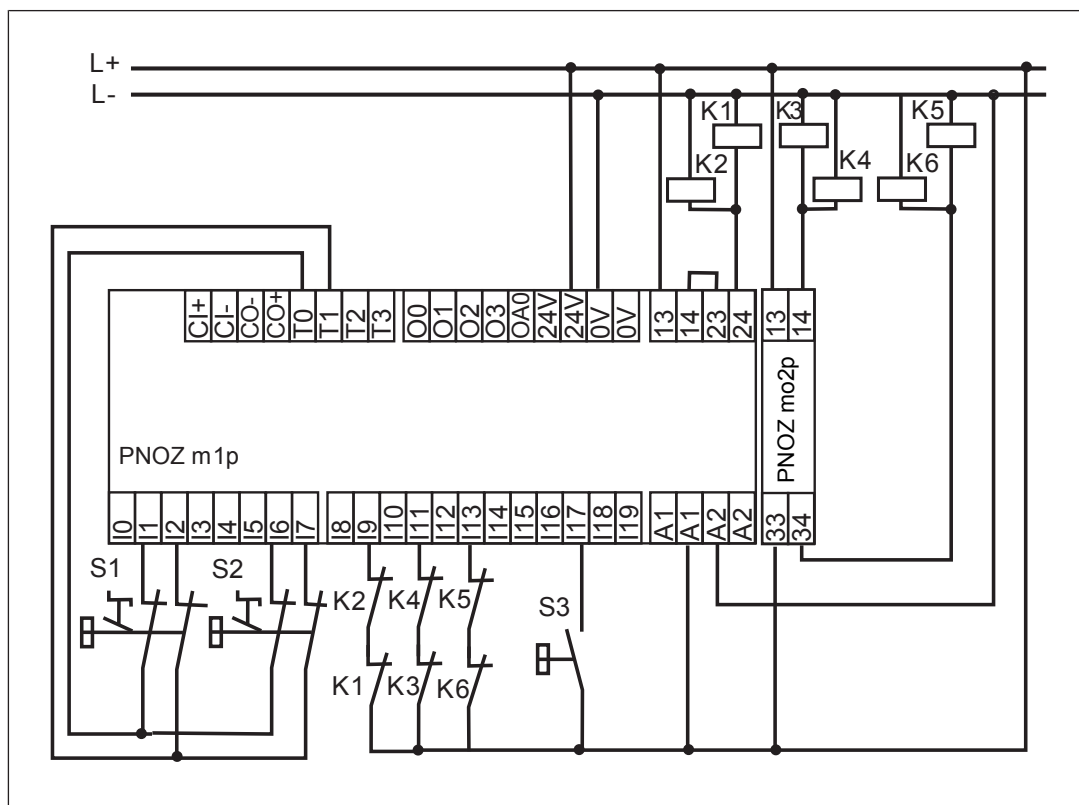 L+
L-
K1
K3
K5
K2
K4
K6
CI+
CI-
CO-
CO+
T0
T1
T2
T3
O0
O1
O2
O3
OA0
24V
24V
0V
0V
13
14
23
24
13
14
PNOZ m1p
PNOZ mo2p
I0
I1
I2
I3
I4
I5
I6
I7
I8
I9
I10
I11
I12
I13
I14
I15
I16
I17
I18
I19
A1
A1
A2
A2
33
34
S1
S2
K2
K4
K5
S3
K1
K3
K6